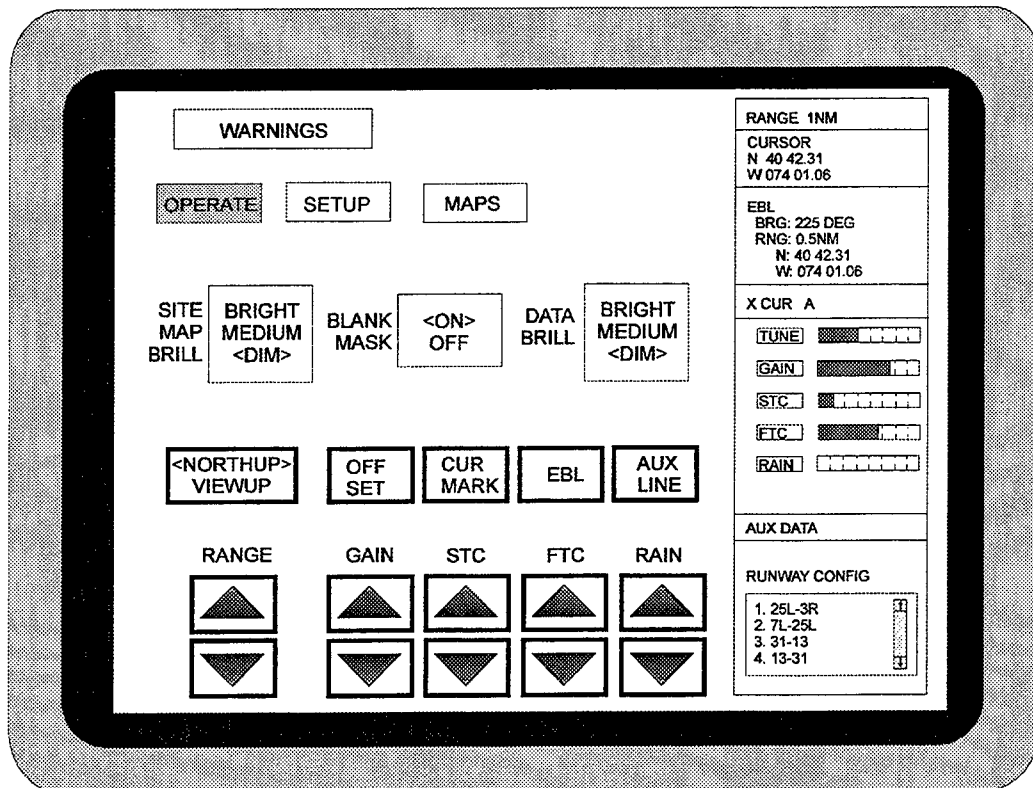 WARNINGS
OPERATE
SETUP
MAPS
SITE
MAP
BRILL
BRIGHT
MEDIUM
<DIM>
BLANK
MASK
<ON>
OFF
DATA
BRILL
BRIGHT
MEDIUM
<DIM>
<NORTHUP>
VIEWUP
OFF
SET
CUR
MARK
EBL
AUX
LINE
RANGE
GAIN
STC
FTC
RAIN
RANGE 1NM
CURSOR
N 40 42.31
W 074 01.06
EBL
BRG: 225 DEG
RNG: 0.5NM
N: 40 42.31
W: 074 01.06
X CUR A
TUNE
GAIN
STC
FTC
RAIN
AUX DATA
RUNWAY CONFIG
1. 25L-3R
2. 7L-25L
3. 31-13
4. 13-31